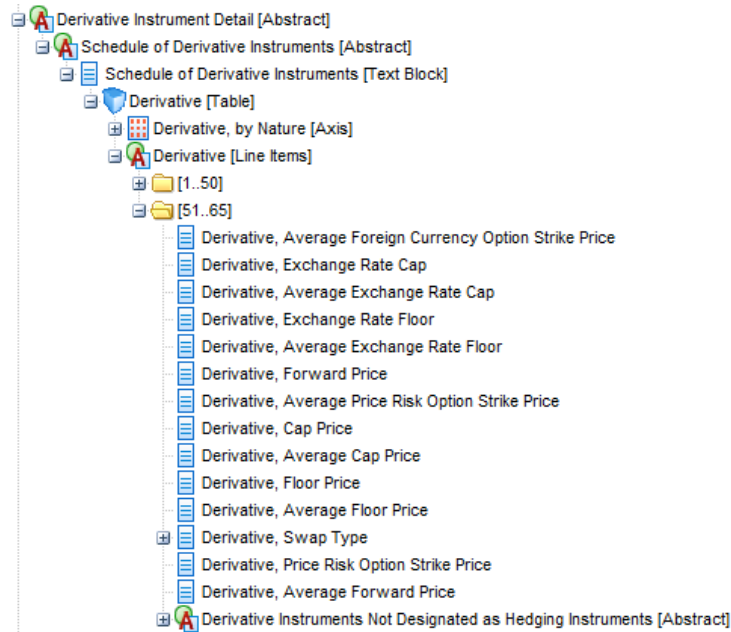 Derivative Instrument Detail [Abstract]
Schedule of Derivative Instruments [Abstract]
Schedule of Derivative Instruments [Text Block]
Derivative [Table]
Derivative, by Nature [Axis]
Derivative [Line Items]
[1..50]
[51..65]
Derivative, Average Foreign Currency Option Strike Price
Derivative, Exchange Rate Cap
Derivative, Average Exchange Rate Cap
Derivative, Exchange Rate Floor
Derivative, Average Exchange Rate Floor
Derivative, Forward Price
Derivative, Average Price Risk Option Strike Price
Derivative, Cap Price
Derivative, Average Cap Price
Derivative, Floor Price
Derivative, Average Floor Price
Derivative, Swap Type
Derivative, Price Risk Option Strike Price
Derivative, Average Forward Price
Derivative Instruments Not Designated as Hedging Instruments [Abstract]